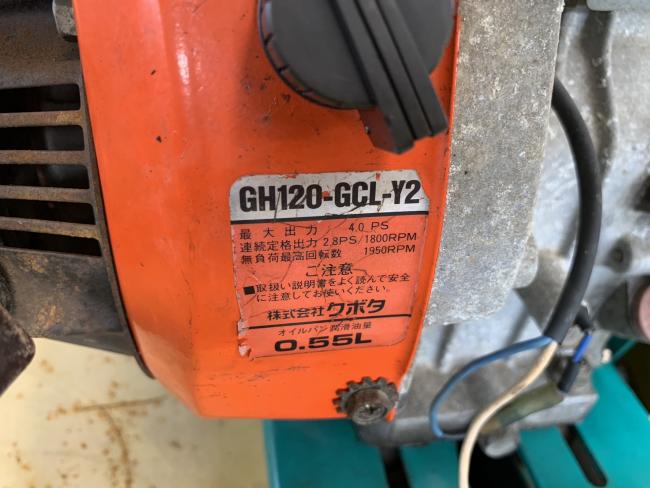 GH120-GCL-Y2
最大出力 4.0 PS
連続定格出力 2.8PS/1800RPM
無負荷最高回転数 1950RPM
ご注意
■取扱い説明書をよく読んで安全
に注意してお使いください。
株式会社クボタ
オイルパン潤滑油量
0.55L